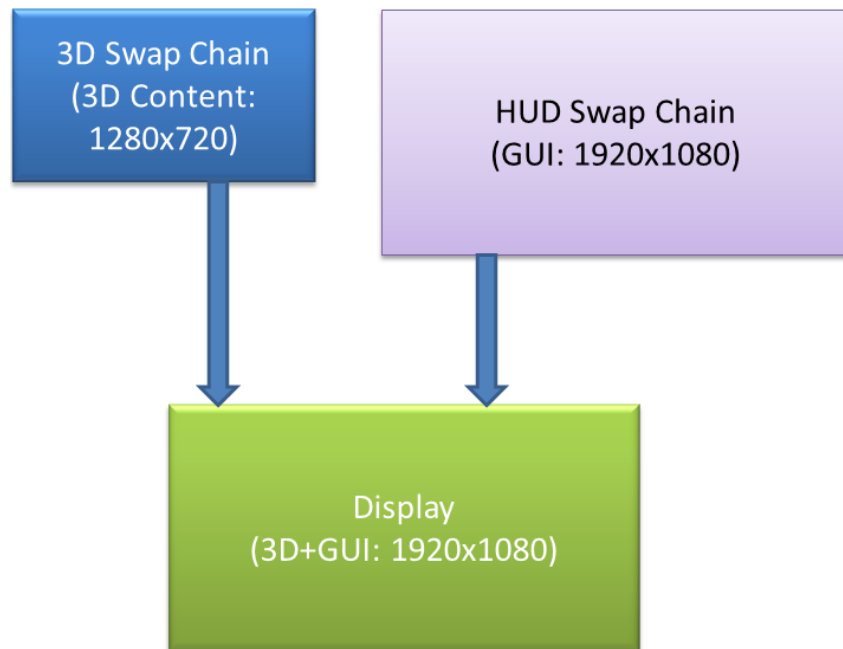 3D Swap Chain
(3D Content:
1280x720)
HUD Swap Chain
(GUI: 1920x1080)
Display
(3D+GUI: 1920x1080)